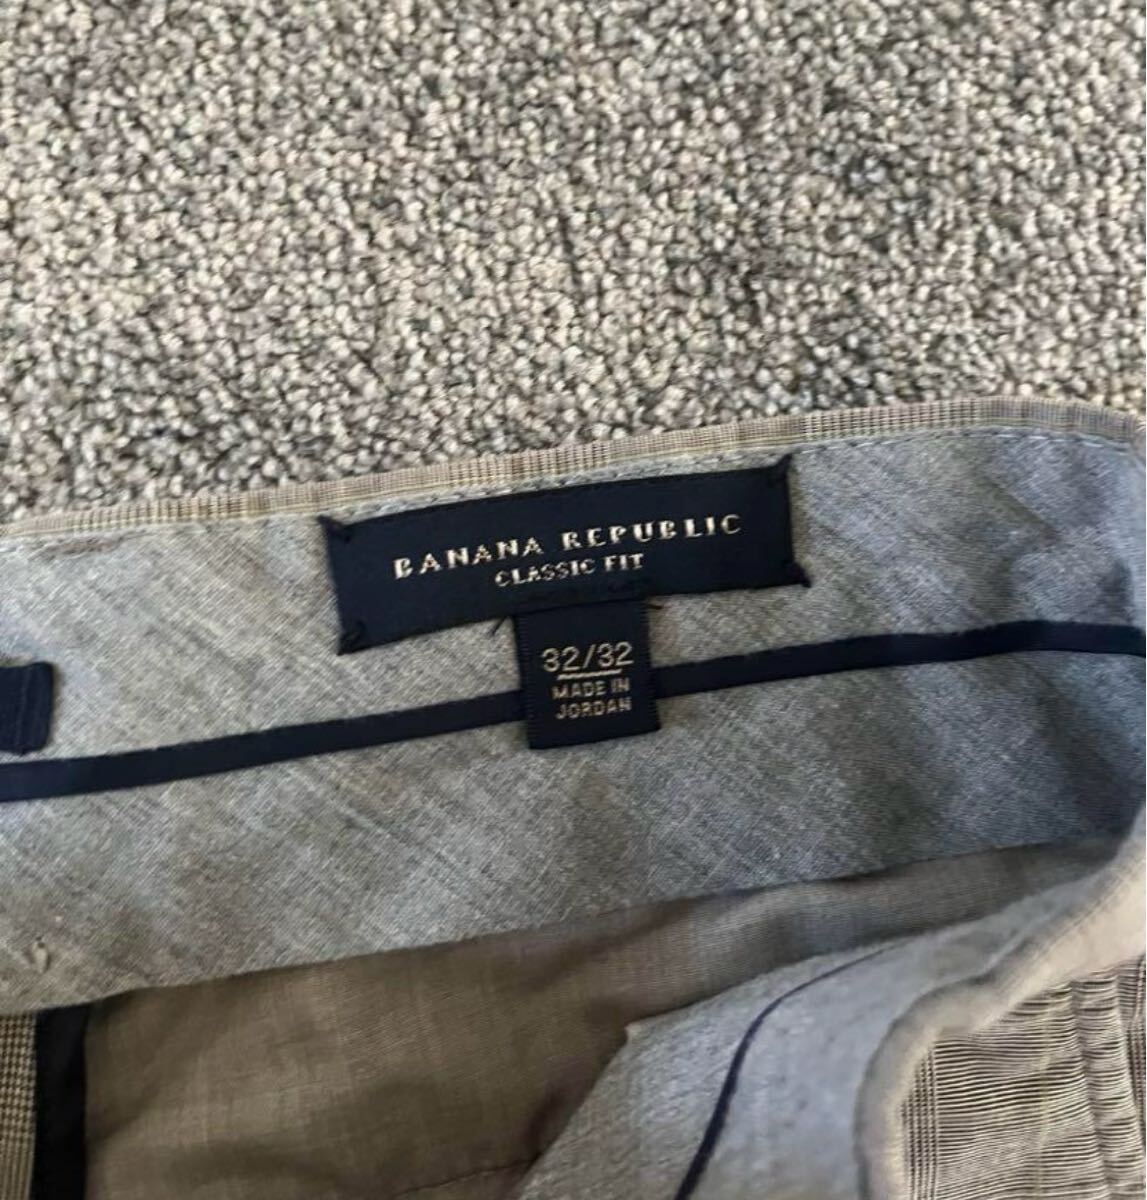 BANANA REPUBLIC
CLASSIC FIT
32/32
MADE IN
JORDAN